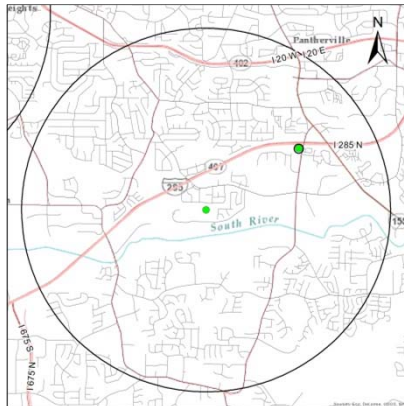 eights
N
Pantherville
I 20 W I 20 E
102
I 285 N
407
285
South River
155
I 675 S
I 675 N